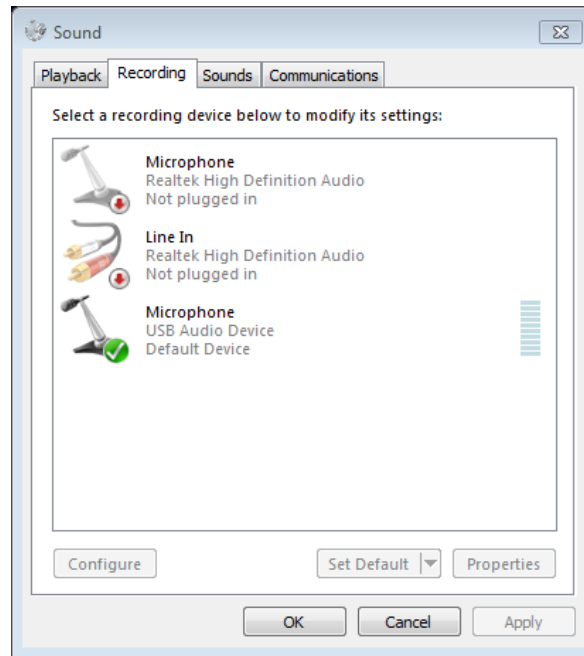 Sound
Playback Recording Sounds Communications
Select a recording device below to modify its settings:
Microphone
Realtek High Definition Audio
Not plugged in
Line In
Realtek High Definition Audio
Not plugged in
Microphone
USB Audio Device
Default Device
Configure Set Default Properties
OK Cancel Apply